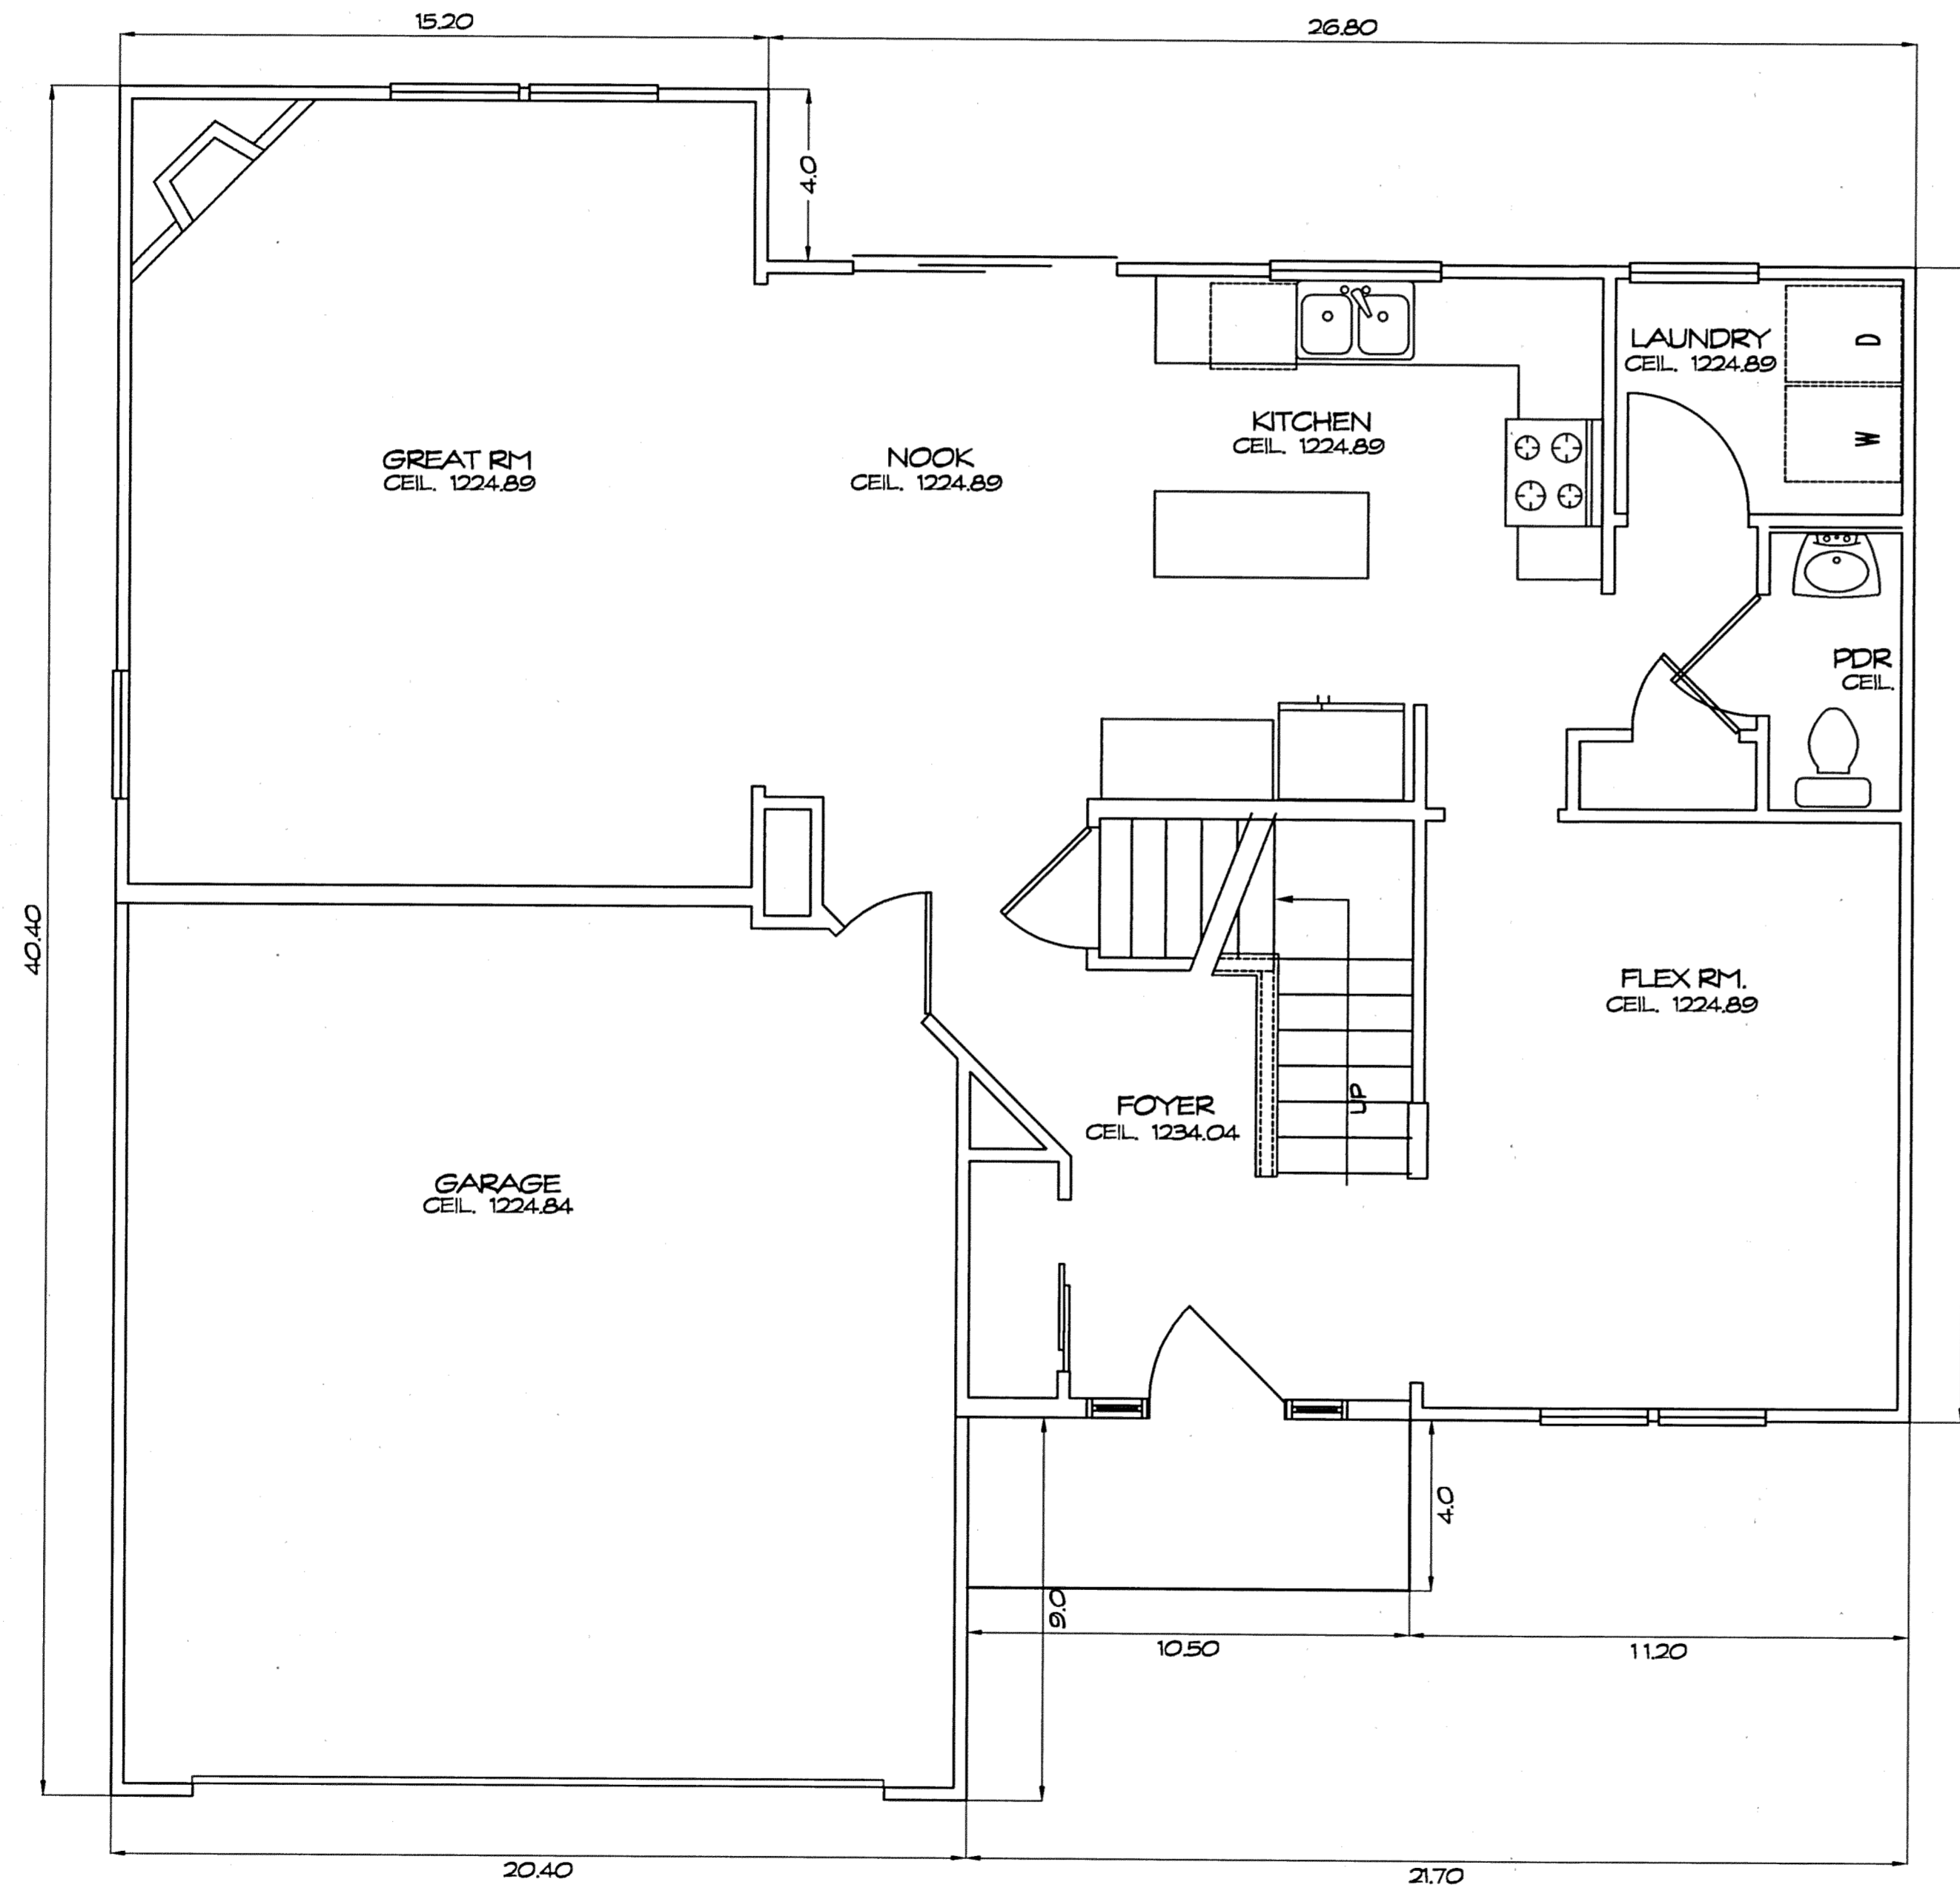 15.20
26.80
4.0
LAUNDRY
CEIL. 1224.89
D
W
KITCHEN
CEIL. 1224.89
GREAT RM
CEIL. 1224.89
NOOK
CEIL. 1224.89
PDR
CEIL.
40.40
FLEX RM.
CEIL. 1224.89
UP
FOYER
CEIL. 1234.04
GARAGE
CEIL. 1224.84
4.0
9.0
10.50
11.20
20.40
21.70